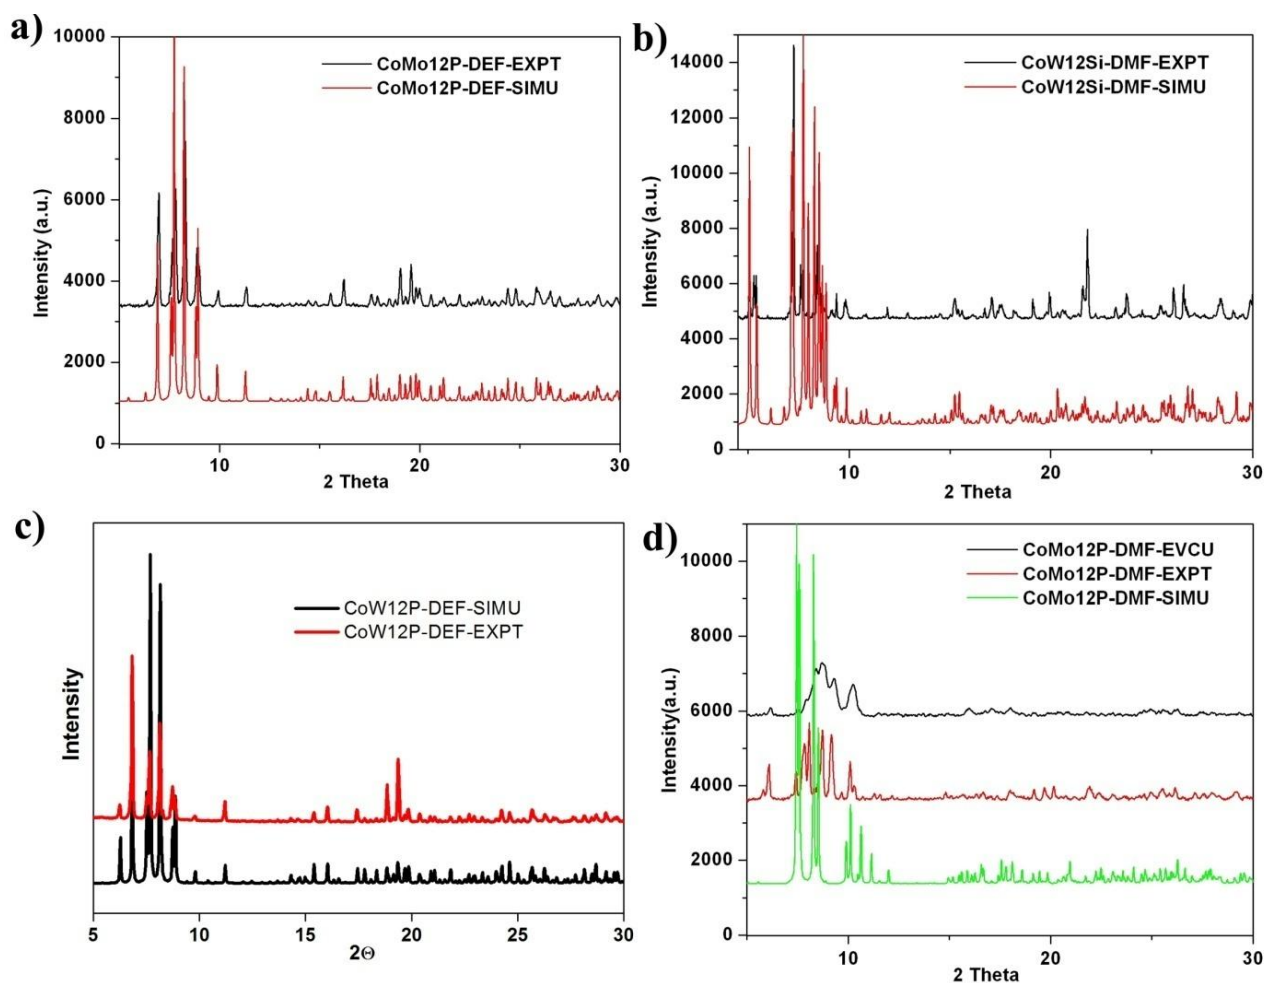 a)
10000
8000
6000
4000
2000
0
Intensity (a.u.)
CoMo12P-DEF-EXPT
CoMo12P-DEF-SIMU
10 20 30
2 Theta
b)
14000
12000
10000
8000
6000
4000
2000
0
Intensity (a.u.)
CoW12Si-DMF-EXPT
CoW12Si-DMF-SIMU
10 20 30
2 Theta
c)
Intensity
CoW12P-DEF-SIMU
CoW12P-DEF-EXPT
5 10 15 20 25 30
2Θ
d)
10000
8000
6000
4000
2000
0
Intensity(a.u.)
CoMo12P-DMF-EVCU
CoMo12P-DMF-EXPT
CoMo12P-DMF-SIMU
10 20 30
2 Theta